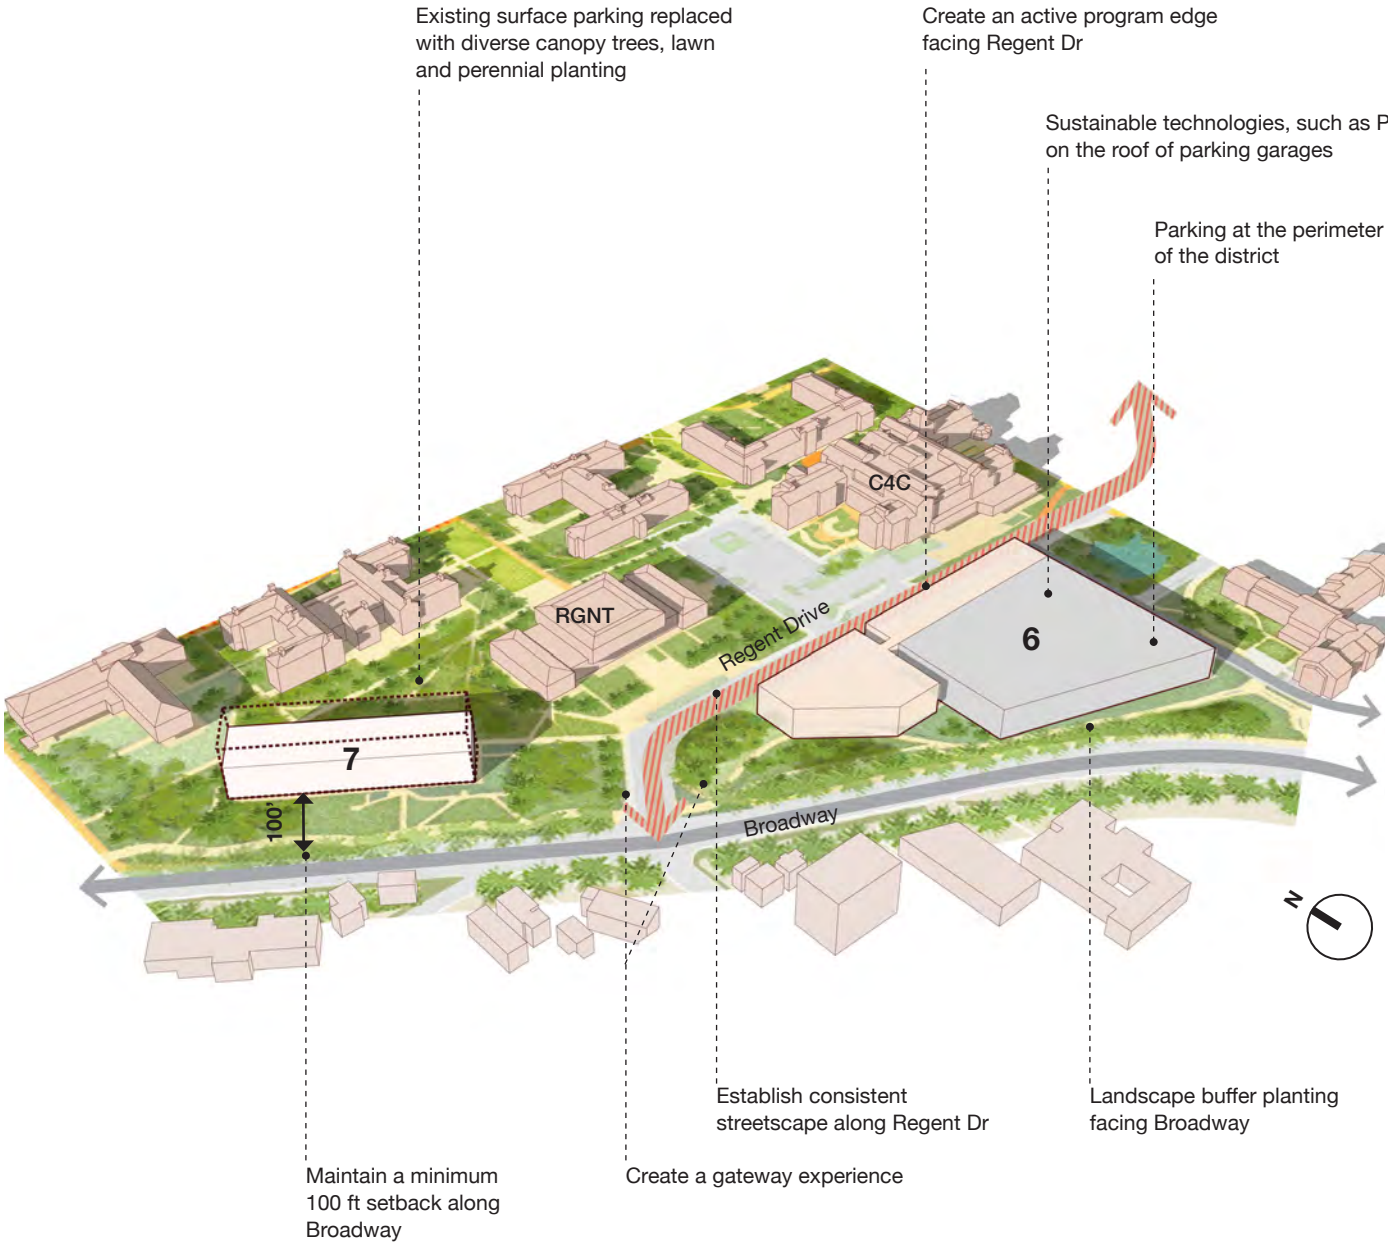 Existing surface parking replaced
with diverse canopy trees, lawn
and perennial planting
Create an active program edge
facing Regent Dr
Sustainable technologies, such as P
on the roof of parking garages
Parking at the perimeter
of the district
C4C
RGNT
Regent Drive
6
7
100'
Broadway
N
Establish consistent
streetscape along Regent Dr
Landscape buffer planting
facing Broadway
Maintain a minimum
100 ft setback along
Broadway
Create a gateway experience